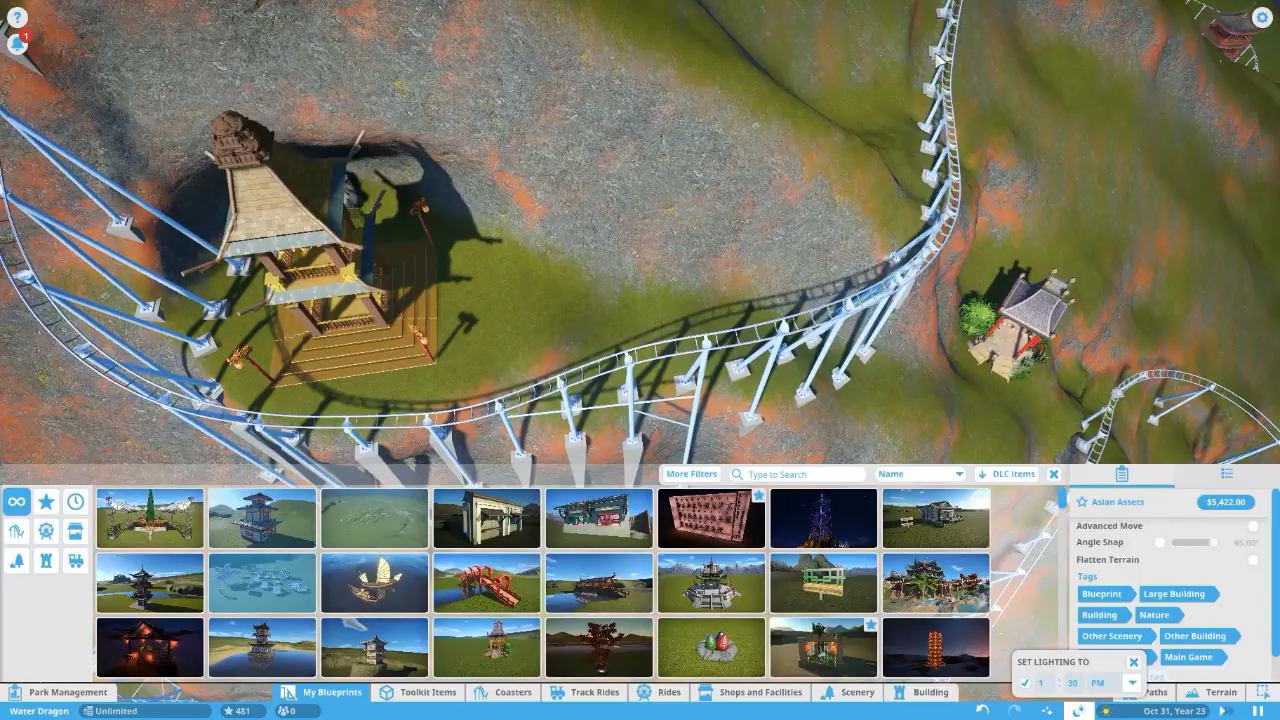 ?
1
More Filters
Type to Search
Name
DLC Items
Asian Assets
$5,422.00
Advanced Move
Angle Snap
45.00°
Flatten Terrain
Tags
Blueprint
Large Building
Building
Nature
Other Scenery
Other Building
Main Game
SET LIGHTING TO
1 : 30 PM
Park Management
My Blueprints
Toolkit Items
Coasters
Track Rides
Rides
Shops and Facilities
Scenery
Building
Paths
Terrain
Water Dragon
Unlimited
481
0
Oct 31, Year 23